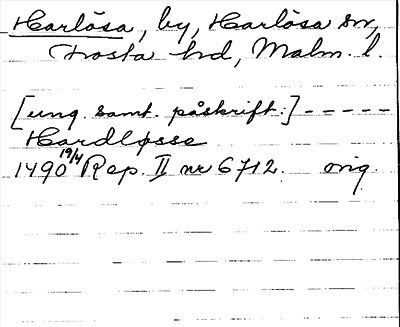 Harlösa, by, Harlösa sn,
Frosta hd, Malm. l.
[ung. samt. påskrift:] - - - - -
Hardløsse
1490 19/4 Rep. II nr 6712. orig.